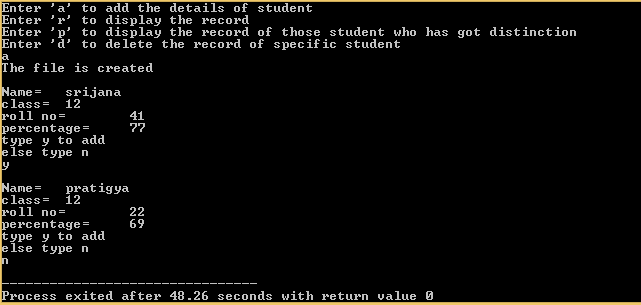 Enter 'a' to add the details of student
Enter 'r' to display the record
Enter 'p' to display the record of those student who has got distinction
Enter 'd' to delete the record of specific student
a
The file is created
Name= srijana
class= 12
roll no= 41
percentage= 77
type y to add
else type n
y
Name= pratigya
class= 12
roll no= 22
percentage= 69
type y to add
else type n
n
--------------------------------
Process exited after 48.26 seconds with return value 0